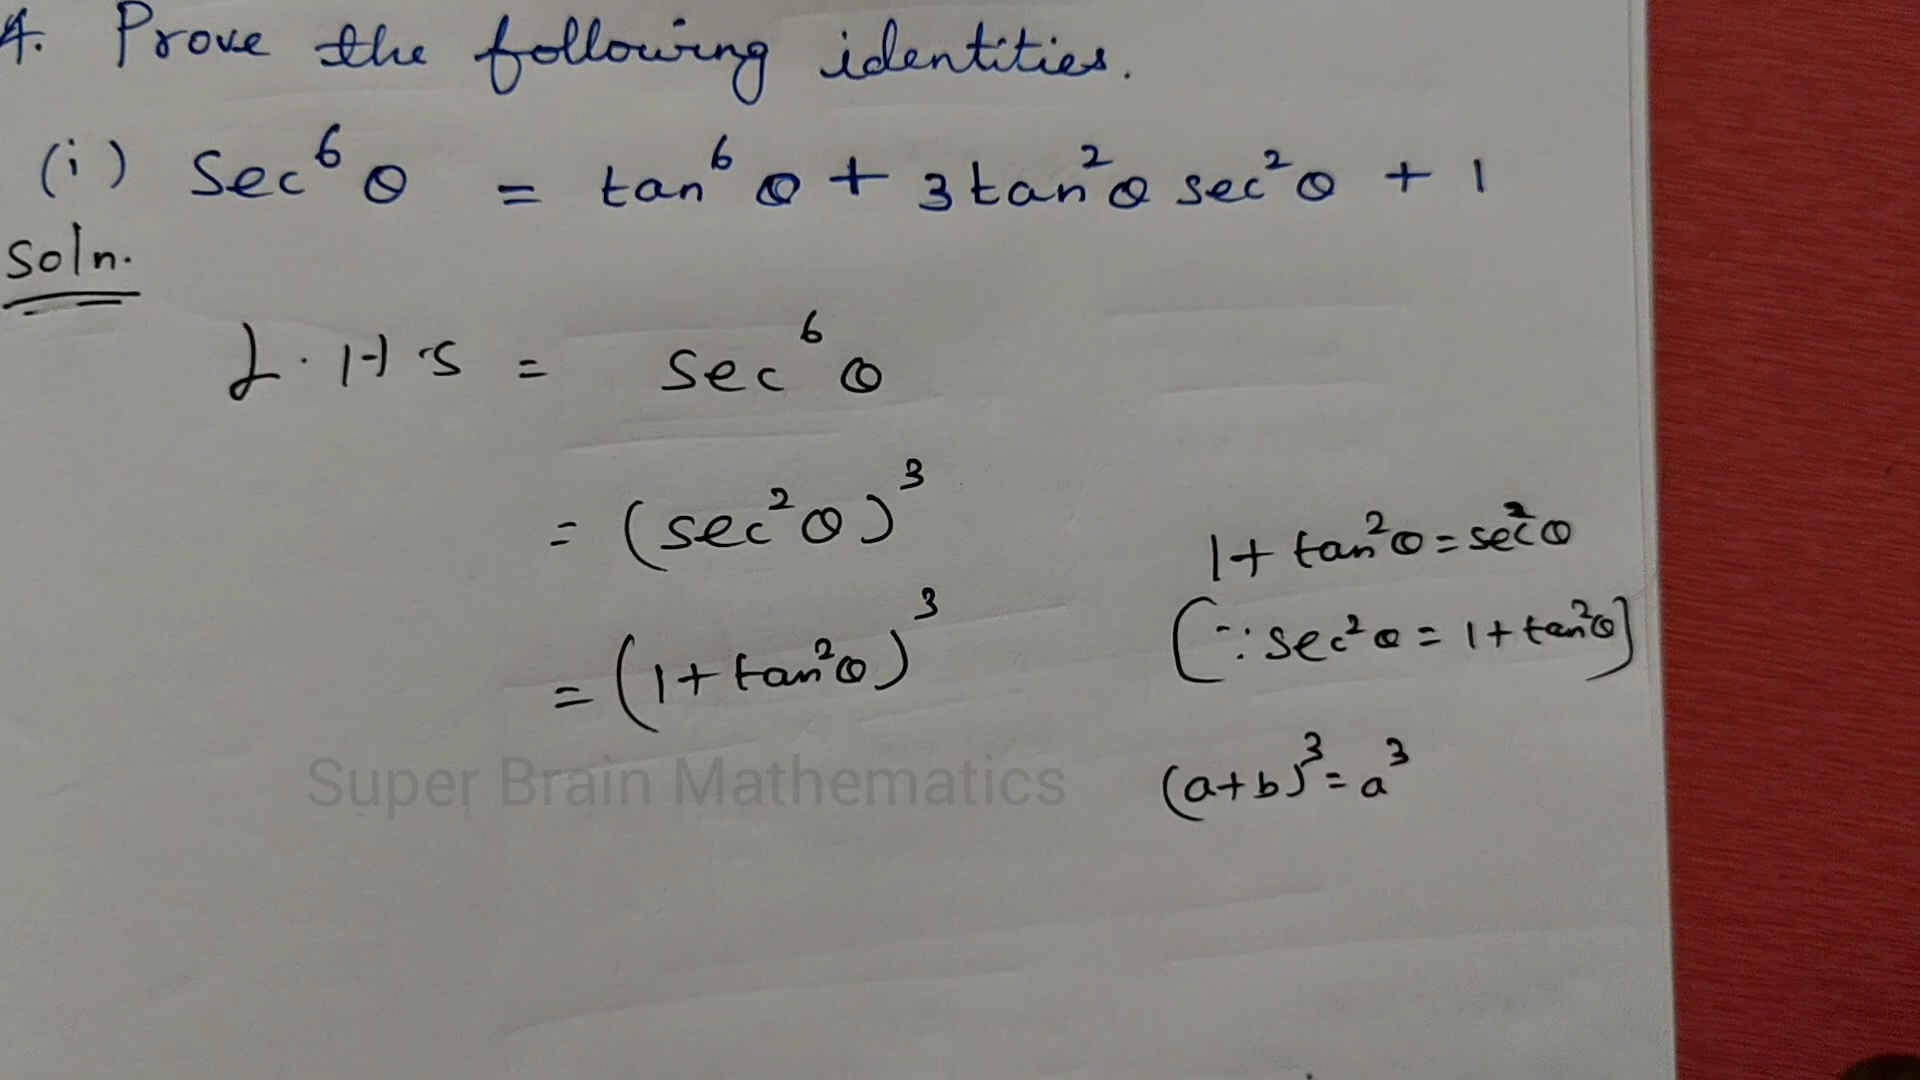 4. Prove the following identities.
(i) Sec⁶θ = tan⁶θ + 3tan²θ sec²θ + 1
Soln.
L.H.S = Sec⁶θ
= (sec²θ)³
1 + tan²θ = sec²θ
= (1 + tan²θ)³
(∵ sec²θ = 1 + tan²θ]
Super Brain Mathematics
(a+b)³ = a³